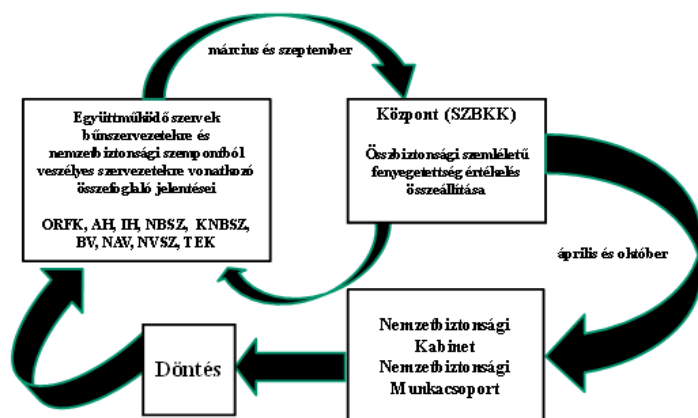 március és szeptember
Együttműködő szervek
bűnszervezetekre és
nemzetbiztonsági szempontból
veszélyes szervezetekre vonatkozó
összefoglaló jelentései
ORFK, AH, IH, NBSZ, KNBSZ,
BV, NAV, NVSZ, TEK
Központ (SZBKK)
Összbiztonsági szemléletű
fenyegetettség értékelés
összeállítása
április és október
Nemzetbiztonsági
Kabinet
Nemzetbiztonsági
Munkacsoport
Döntés